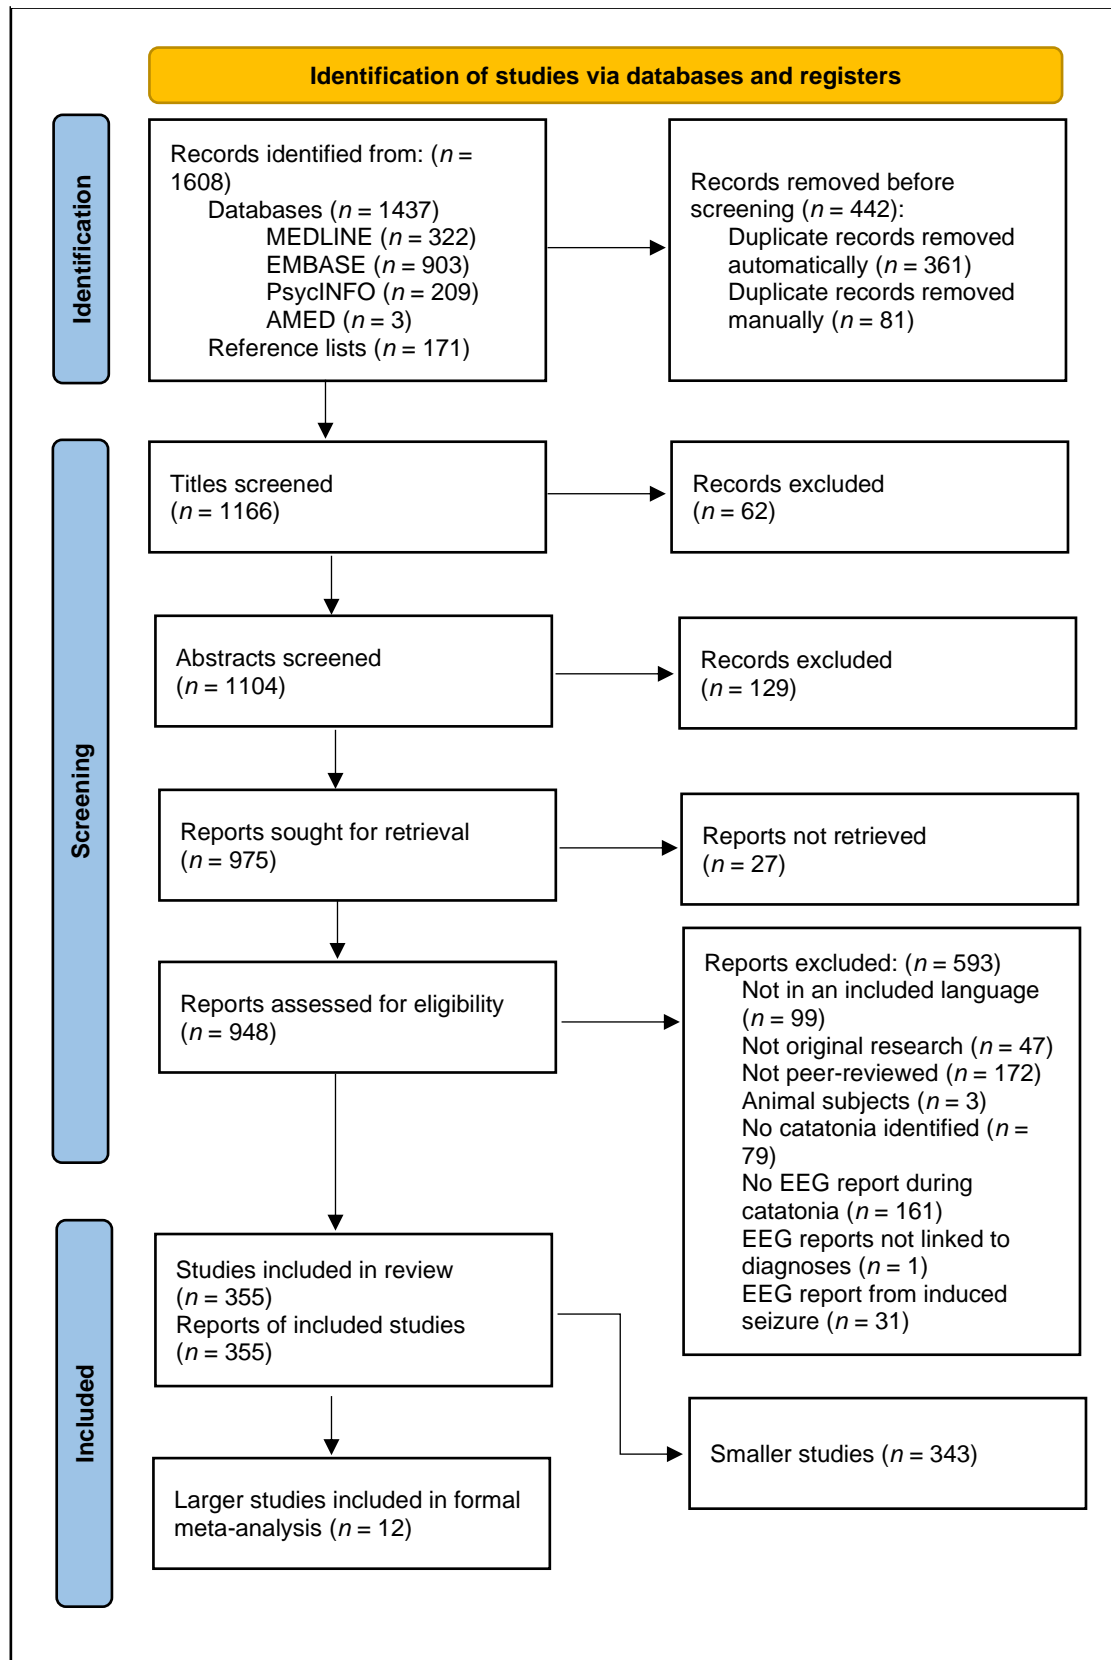 Identification of studies via databases and registers
Identification
Records identified from: (n =
1608)
Databases (n = 1437)
MEDLINE (n = 322)
EMBASE (n = 903)
PsycINFO (n = 209)
AMED (n = 3)
Reference lists (n = 171)
Records removed before
screening (n = 442):
Duplicate records removed
automatically (n = 361)
Duplicate records removed
manually (n = 81)
Screening
Titles screened
(n = 1166)
Records excluded
(n = 62)
Abstracts screened
(n = 1104)
Records excluded
(n = 129)
Reports sought for retrieval
(n = 975)
Reports not retrieved
(n = 27)
Reports assessed for eligibility
(n = 948)
Reports excluded: (n = 593)
Not in an included language
(n = 99)
Not original research (n = 47)
Not peer-reviewed (n = 172)
Animal subjects (n = 3)
No catatonia identified (n =
79)
No EEG report during
catatonia (n = 161)
EEG reports not linked to
diagnoses (n = 1)
EEG report from induced
seizure (n = 31)
Included
Studies included in review
(n = 355)
Reports of included studies
(n = 355)
Smaller studies (n = 343)
Larger studies included in formal
meta-analysis (n = 12)